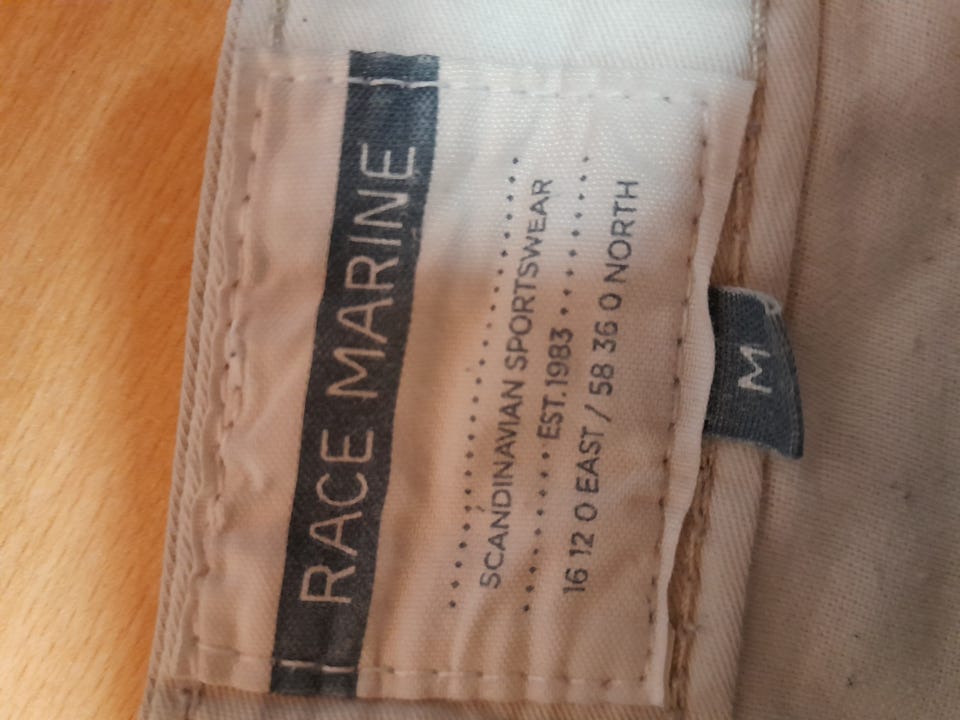 RACE MARINE
SCANDINAVIAN SPORTSWEAR
EST. 1983
16 12 0 EAST / 58 36 0 NORTH
M